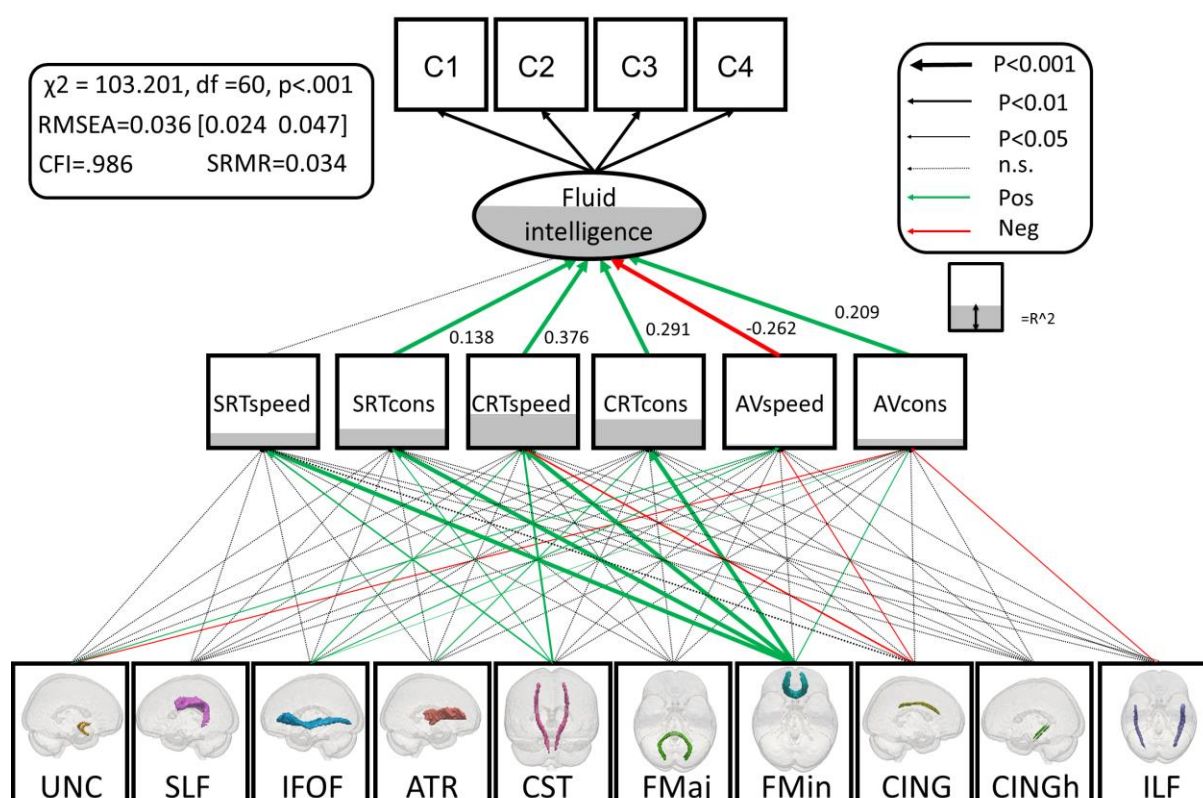 C1
C2
C3
C4
χ2 = 103.201, df =60, p<.001
RMSEA=0.036 [0.024 0.047]
CFI=.986 SRMR=0.034
P<0.001
P<0.01
P<0.05
n.s.
Pos
Neg
=R^2
Fluid
intelligence
0.138
0.376
0.291
-0.262
0.209
SRTspeed
SRTcons
CRTspeed
CRTcons
AVspeed
AVcons
UNC
SLF
IFOF
ATR
CST
FMaj
FMin
CING
CINGh
ILF